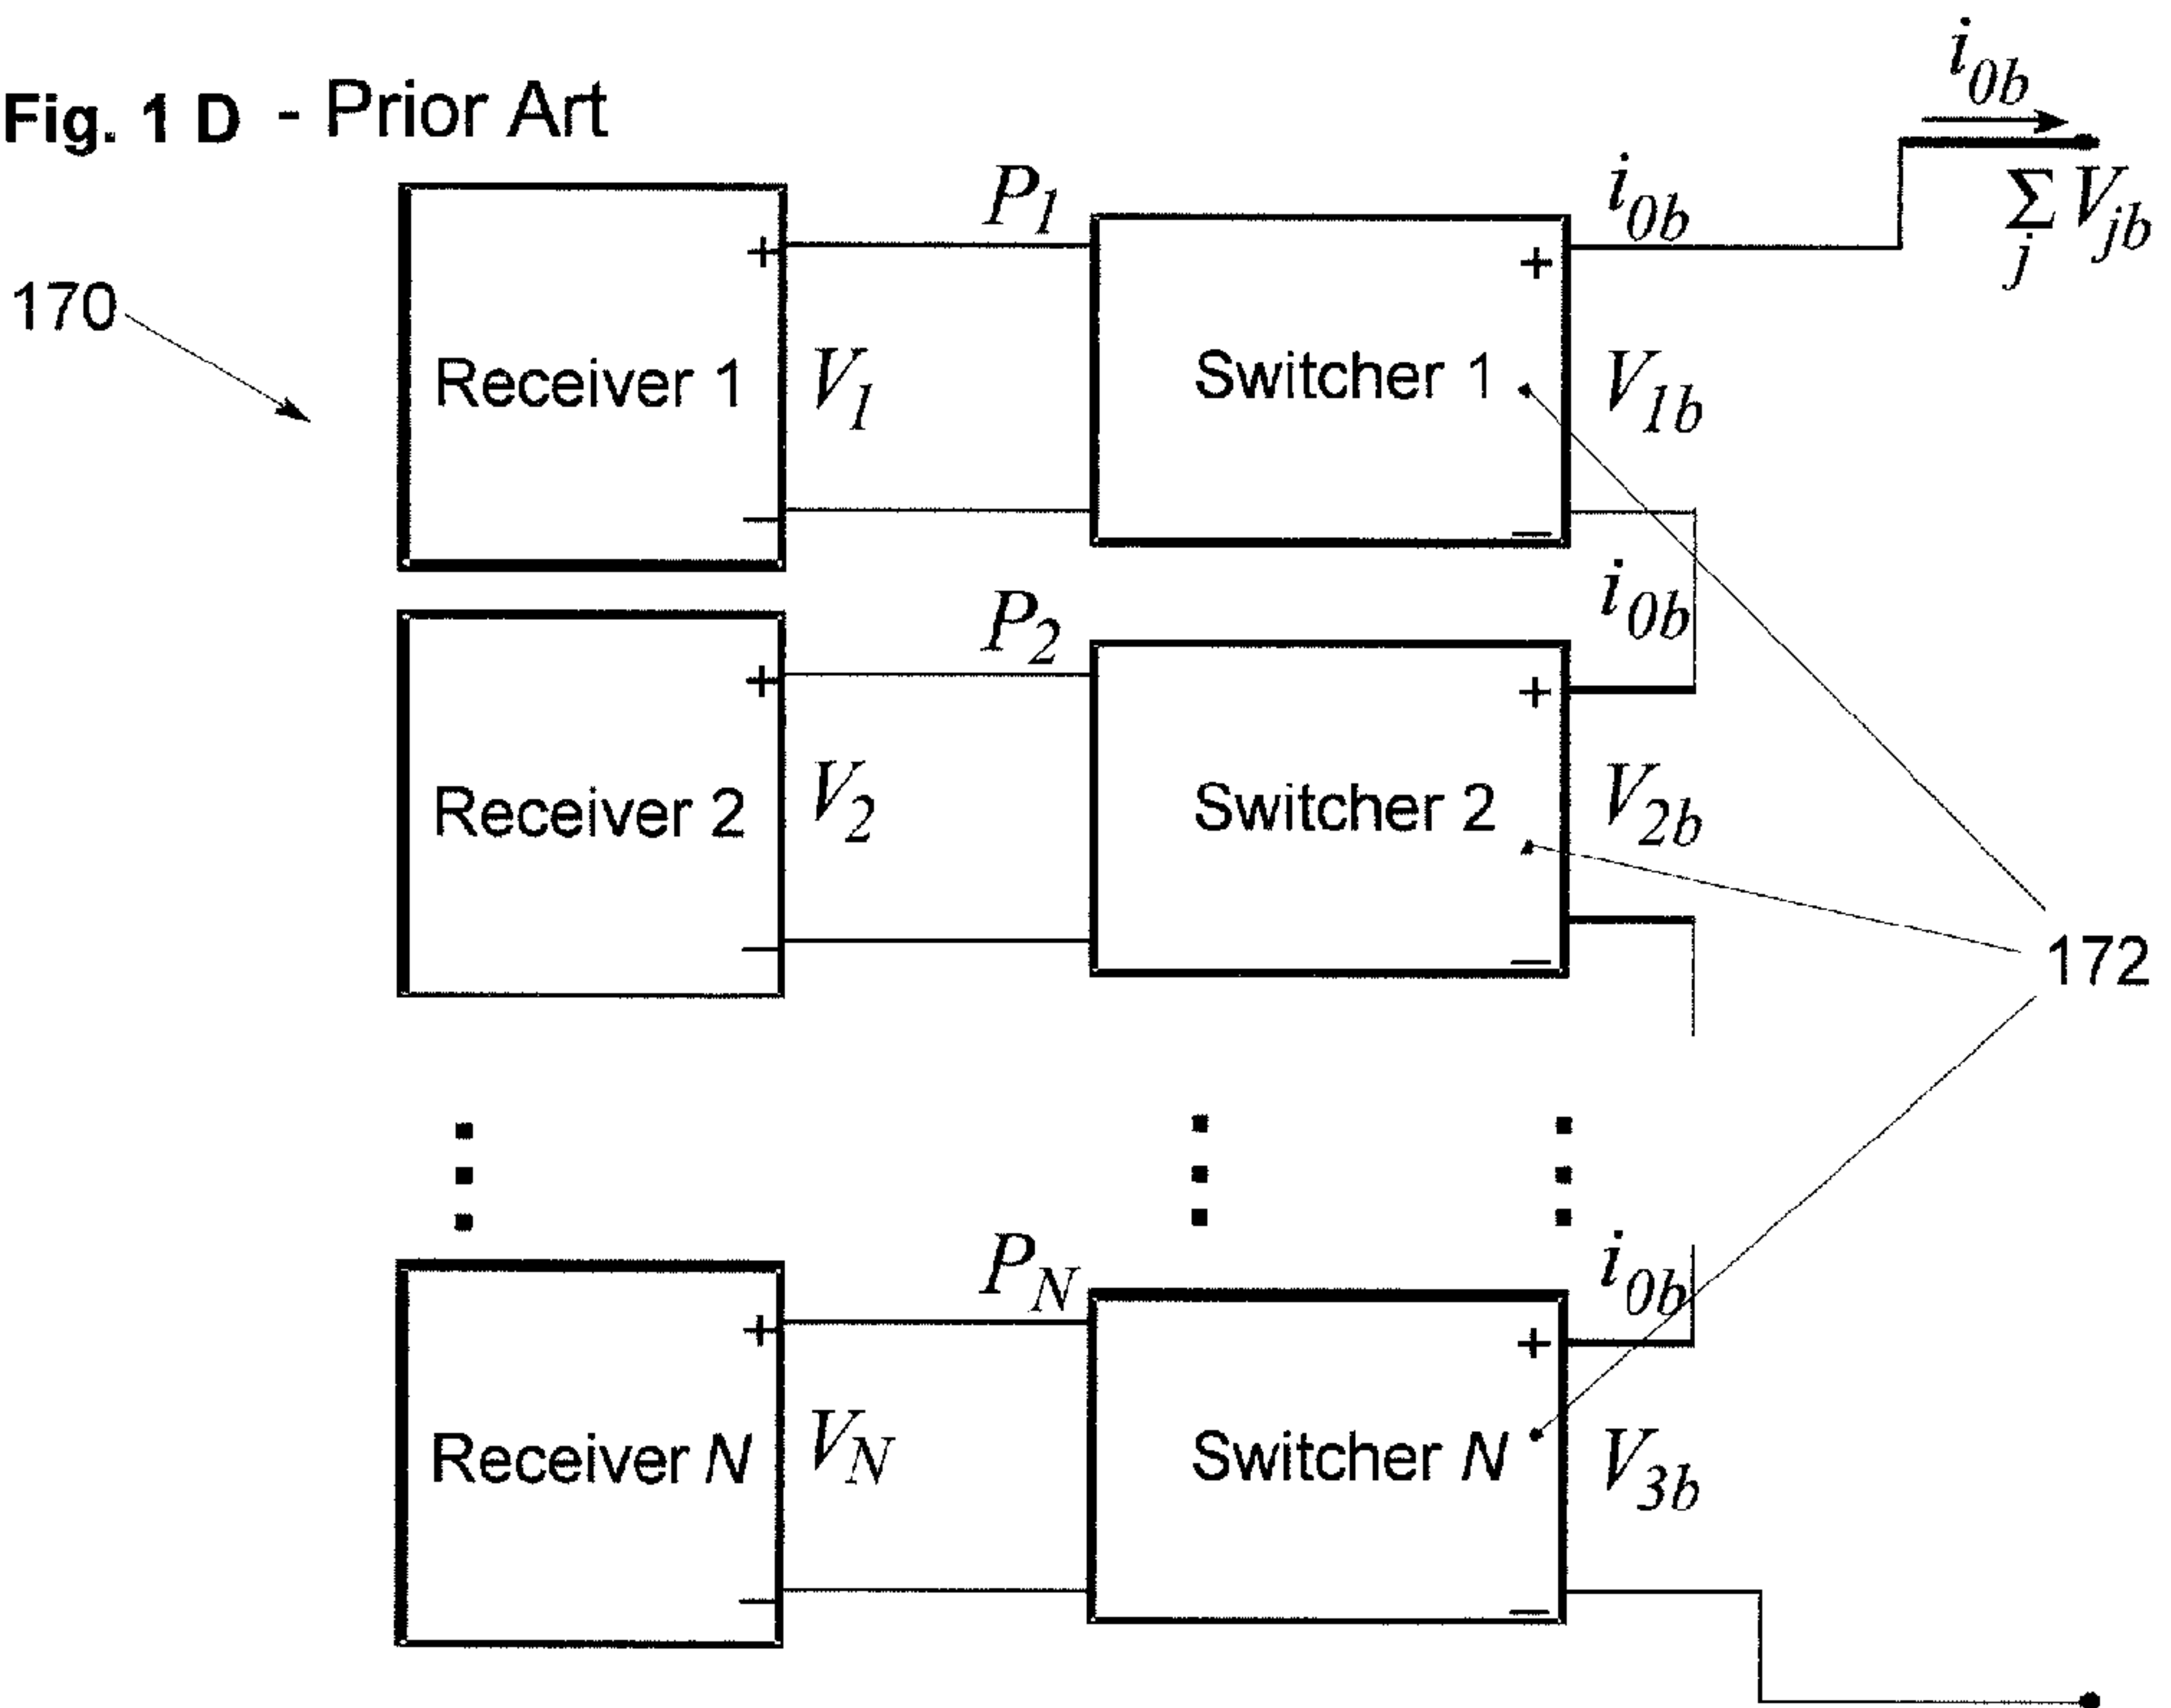 i0b
Fig. 1 D - Prior Art
∑j Vjb
170
P1
i0b
+
+
Receiver 1
V1
Switcher 1
V1b
–
–
i0b
P2
+
+
Receiver 2
V2
Switcher 2
V2b
–
–
172
PN
i0b
+
+
Receiver N
VN
Switcher N
V3b
–
–